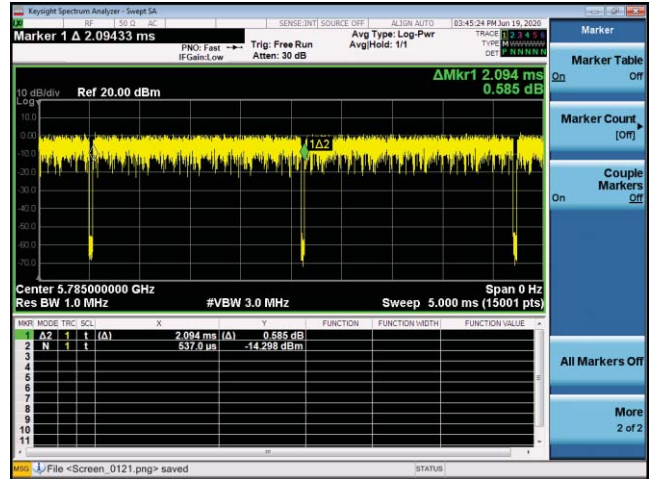 Keysight Spectrum Analyzer - Swept SA
RF 50 Ω AC SENSE:INT SOURCE OFF ALIGN AUTO 03:45:24 PM Jun 19, 2020
Marker 1 Δ 2.09433 ms
PNO: Fast
IFGain:Low
Trig: Free Run
Atten: 30 dB
Avg Type: Log-Pwr
Avg|Hold: 1/1
TRACE 1 2 3 4 5 6
TYPE M WWWWW
DET P N N N N N
ΔMkr1 2.094 ms
0.585 dB
10 dB/div Ref 20.00 dBm
Log
10.0
0.00
-10.0
-20.0
-30.0
-40.0
-50.0
-60.0
-70.0
1Δ2
Center 5.785000000 GHz Span 0 Hz
Res BW 1.0 MHz #VBW 3.0 MHz Sweep 5.000 ms (15001 pts)
MKR MODE TRC SCL X Y FUNCTION FUNCTION WIDTH FUNCTION VALUE
1 Δ2 1 t (Δ) 2.094 ms (Δ) 0.585 dB
2 N 1 t 537.0 µs -14.298 dBm
3
4
5
6
7
8
9
10
11
MSG File <Screen_0121.png> saved STATUS
Marker
Marker Table
On Off
Marker Count
[Off]
Couple
Markers
On Off
All Markers Off
More
2 of 2